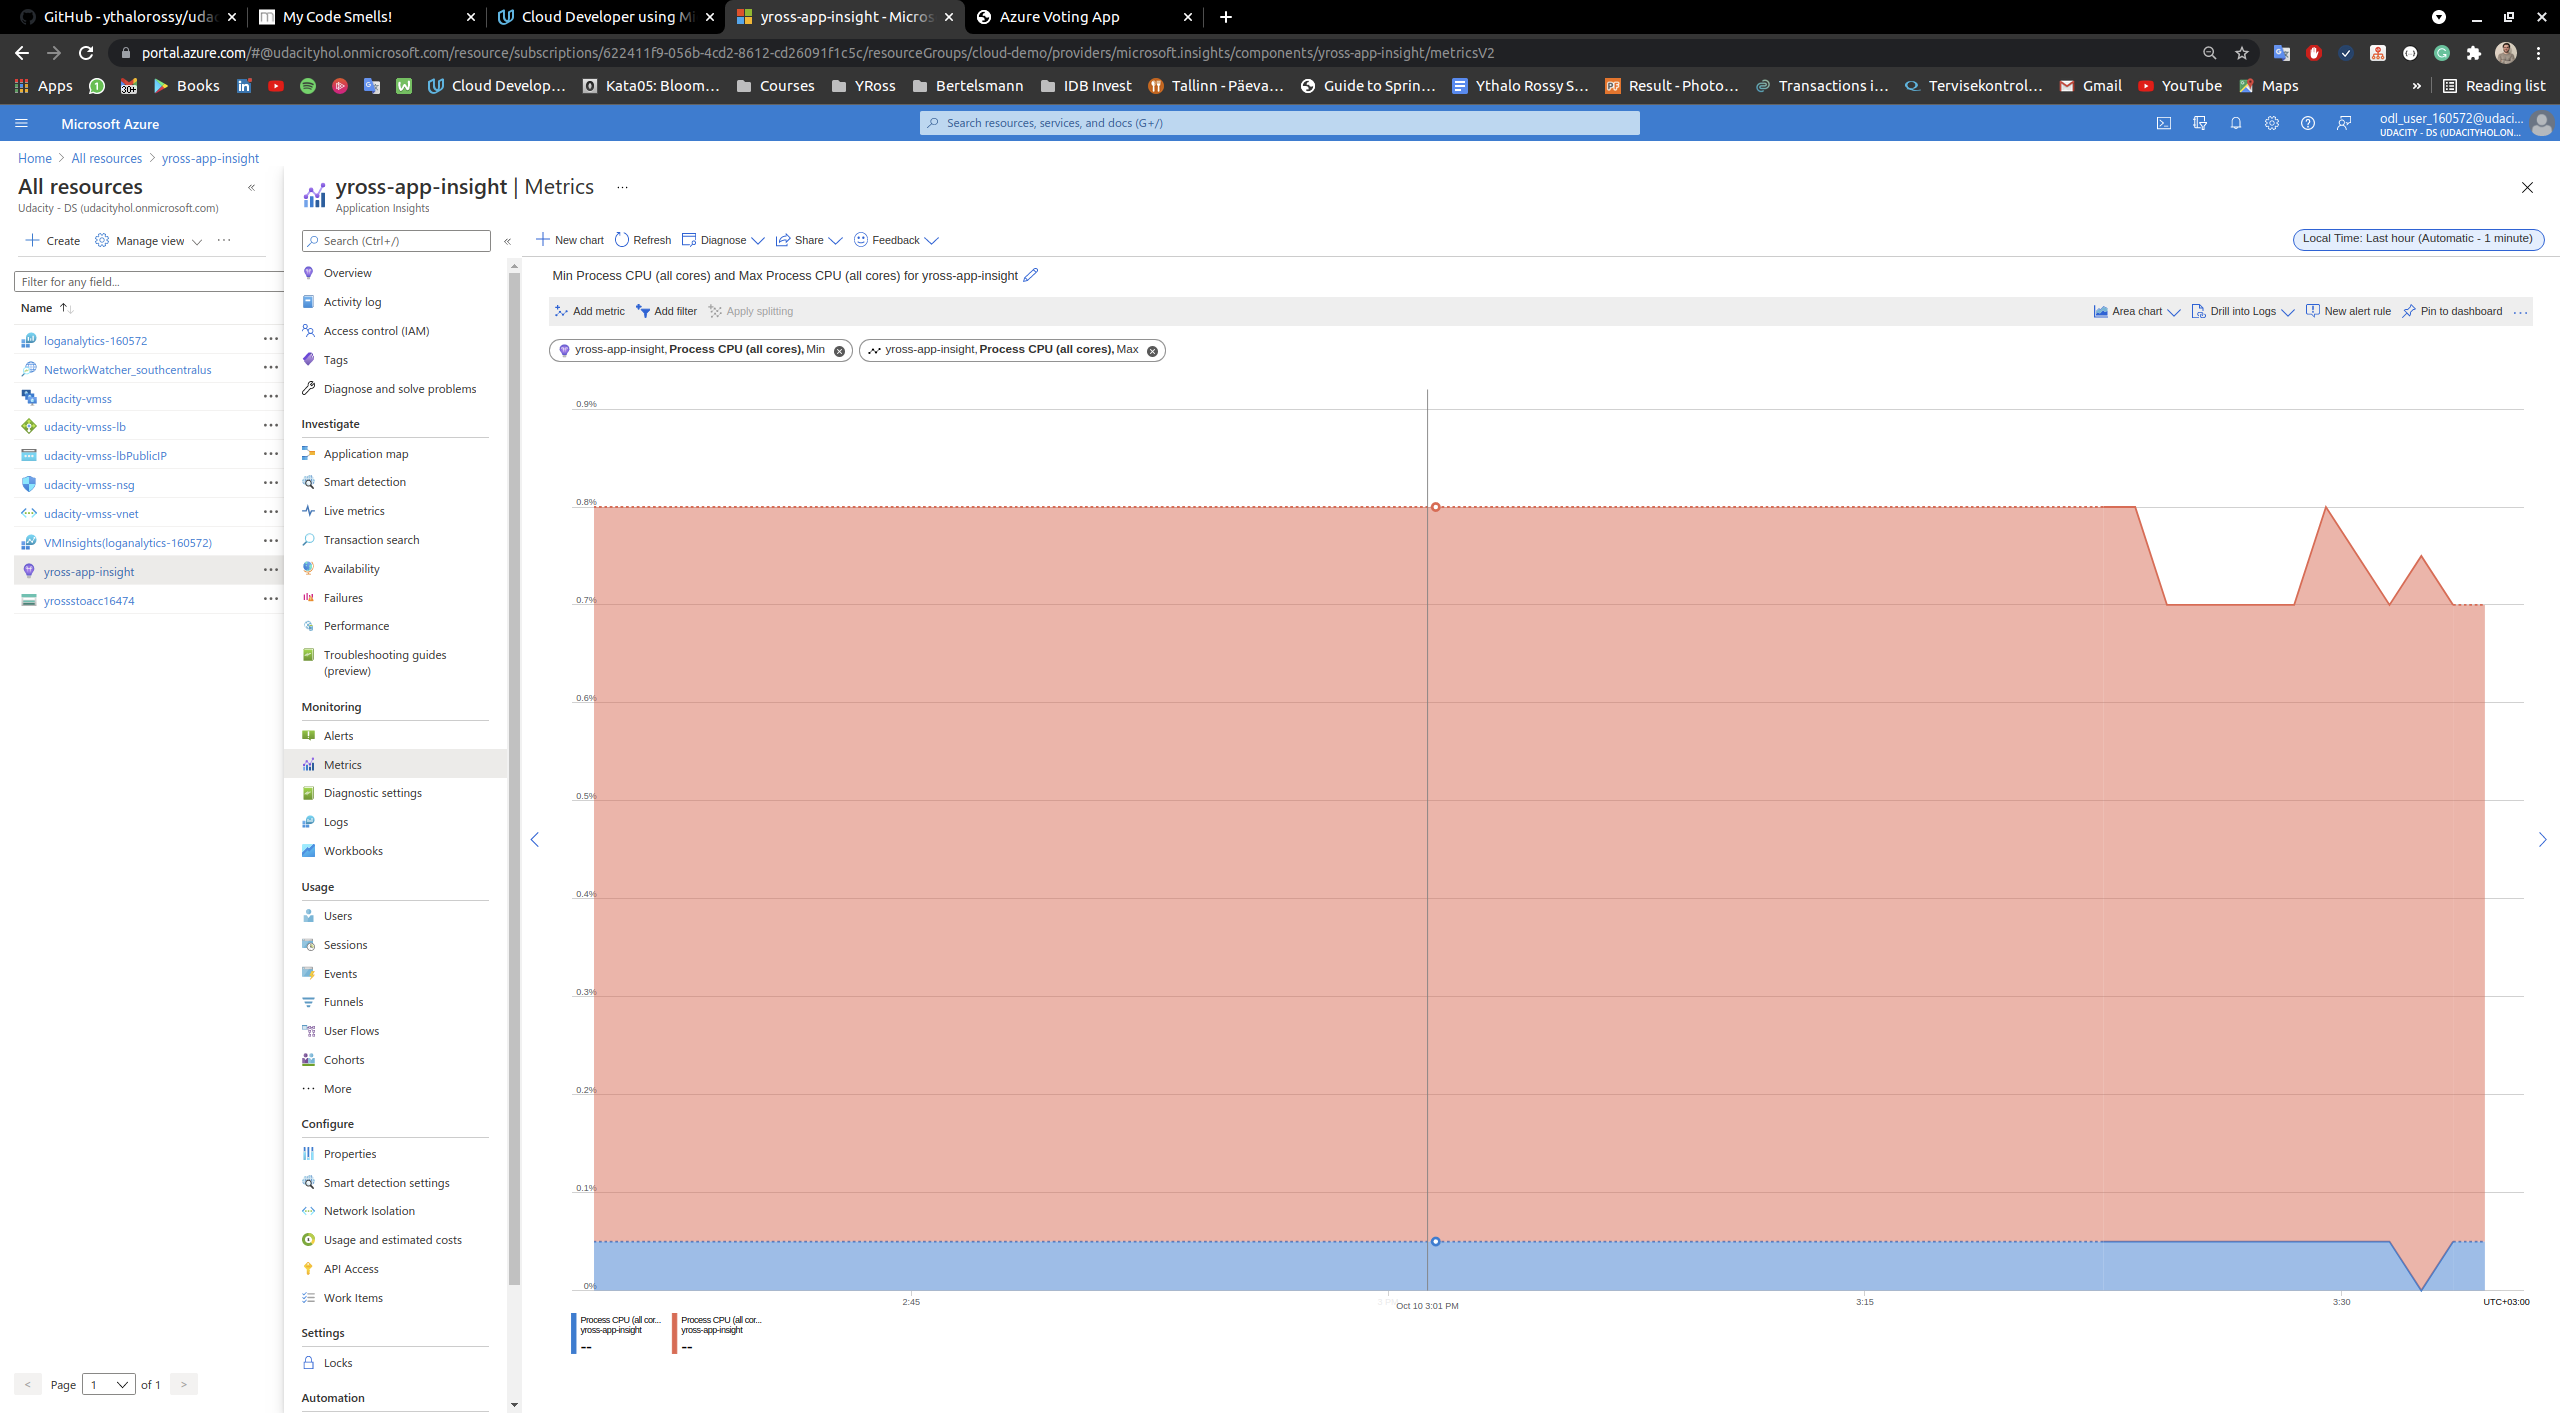 GitHub - ythalorossy/udac
My Code Smells!
Cloud Developer using Mi
yross-app-insight - Micros
Azure Voting App
portal.azure.com/#@udacityhol.onmicrosoft.com/resource/subscriptions/622411f9-056b-4cd2-8612-cd26091f1c5c/resourceGroups/cloud-demo/providers/microsoft.insights/components/yross-app-insight/metricsV2
Apps
Books
Cloud Develop…
Kata05: Bloom…
Courses
YRoss
Bertelsmann
IDB Invest
Tallinn - Päeva…
Guide to Sprin…
Ythalo Rossy S…
Result - Photo…
Transactions i…
Tervisekontrol…
Gmail
YouTube
Maps
»
Reading list
Microsoft Azure
Search resources, services, and docs (G+/)
odl_user_160572@udaci...
UDACITY - DS (UDACITYHOL.ON...
Home > All resources > yross-app-insight
All resources
Udacity - DS (udacityhol.onmicrosoft.com)
Create
Manage view
Filter for any field...
Name
loganalytics-160572
NetworkWatcher_southcentralus
udacity-vmss
udacity-vmss-lb
udacity-vmss-lbPublicIP
udacity-vmss-nsg
udacity-vmss-vnet
VMInsights(loganalytics-160572)
yross-app-insight
yrossstoacc16474
< Page 1 of 1 >
yross-app-insight | Metrics ...
Application Insights
Search (Ctrl+/)
Overview
Activity log
Access control (IAM)
Tags
Diagnose and solve problems
Investigate
Application map
Smart detection
Live metrics
Transaction search
Availability
Failures
Performance
Troubleshooting guides
(preview)
Monitoring
Alerts
Metrics
Diagnostic settings
Logs
Workbooks
Usage
Users
Sessions
Events
Funnels
User Flows
Cohorts
More
Configure
Properties
Smart detection settings
Network Isolation
Usage and estimated costs
API Access
Work Items
Settings
Locks
Automation
New chart
Refresh
Diagnose
Share
Feedback
Local Time: Last hour (Automatic - 1 minute)
Min Process CPU (all cores) and Max Process CPU (all cores) for yross-app-insight
Add metric
Add filter
Apply splitting
Area chart
Drill into Logs
New alert rule
Pin to dashboard
...
yross-app-insight, Process CPU (all cores), Min
yross-app-insight, Process CPU (all cores), Max
0.9%
0.8%
0.7%
0.6%
0.5%
0.4%
0.3%
0.2%
0.1%
0%
2:45
Oct 10 3:01 PM
3:15
3:30
UTC+03:00
Process CPU (all cor...
yross-app-insight
--
Process CPU (all cor...
yross-app-insight
--